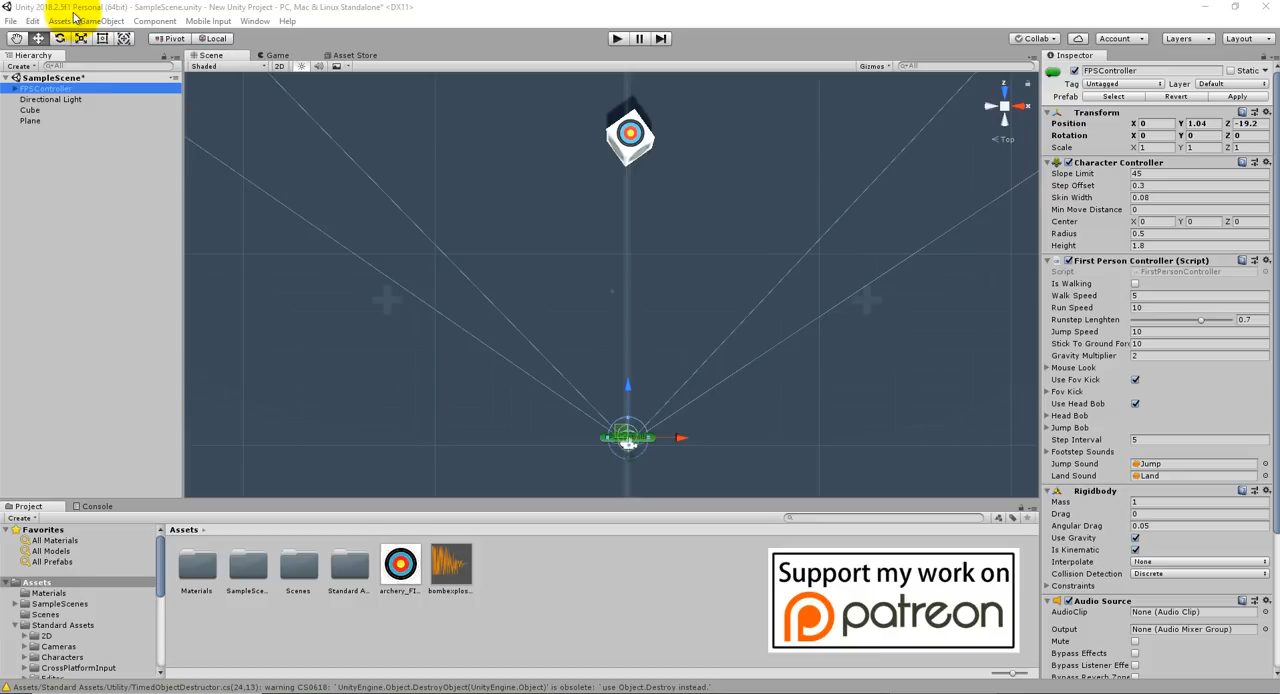 Unity 2018.2.5f1 Personal (64bit) - SampleScene.unity - New Unity Project - PC, Mac & Linux Standalone* <DX11>
File Edit Assets GameObject Component Mobile Input Window Help
Pivot Local Collab Account Layers Layout
Hierarchy Scene Game Asset Store Inspector
Create All Shaded 2D Gizmos All FPSController Static
SampleScene* Tag Untagged Layer Default
FPSController Prefab Select Revert Apply
Directional Light
Cube
Plane
z
x
Top
Transform
Position X 0 Y 1.04 Z -19.2
Rotation X 0 Y 0 Z 0
Scale X 1 Y 1 Z 1
Character Controller
Slope Limit 45
Step Offset 0.3
Skin Width 0.08
Min Move Distance 0
Center X 0 Y 0 Z 0
Radius 0.5
Height 1.8
First Person Controller (Script)
Script FirstPersonController
Is Walking
Walk Speed 5
Run Speed 10
Runstep Lenghten 0.7
Jump Speed 10
Stick To Ground For 10
Gravity Multiplier 2
Mouse Look
Use Fov Kick
Fov Kick
Use Head Bob
Head Bob
Jump Bob
Step Interval 5
Footstep Sounds
Jump Sound Jump
Land Sound Land
Rigidbody
Mass 1
Drag 0
Angular Drag 0.05
Use Gravity
Is Kinematic
Interpolate None
Collision Detection Discrete
Constraints
Audio Source
AudioClip None (Audio Clip)
Output None (Audio Mixer Group)
Mute
Bypass Effects
Bypass Listener Effe
Project Console
Create
Favorites
All Materials
All Models
All Prefabs
Assets
Materials
SampleScenes
Scenes
Standard Assets
2D
Cameras
Characters
CrossPlatformInput
Assets
Materials SampleSce... Scenes Standard A... archery_FI... bombexplos...
Support my work on
patreon
Assets/Standard Assets/Utility/TimedObjectDestructor.cs(24,13): warning CS0618: `UnityEngine.Object.DestroyObject(UnityEngine.Object)' is obsolete: `use Object.Destroy instead.'